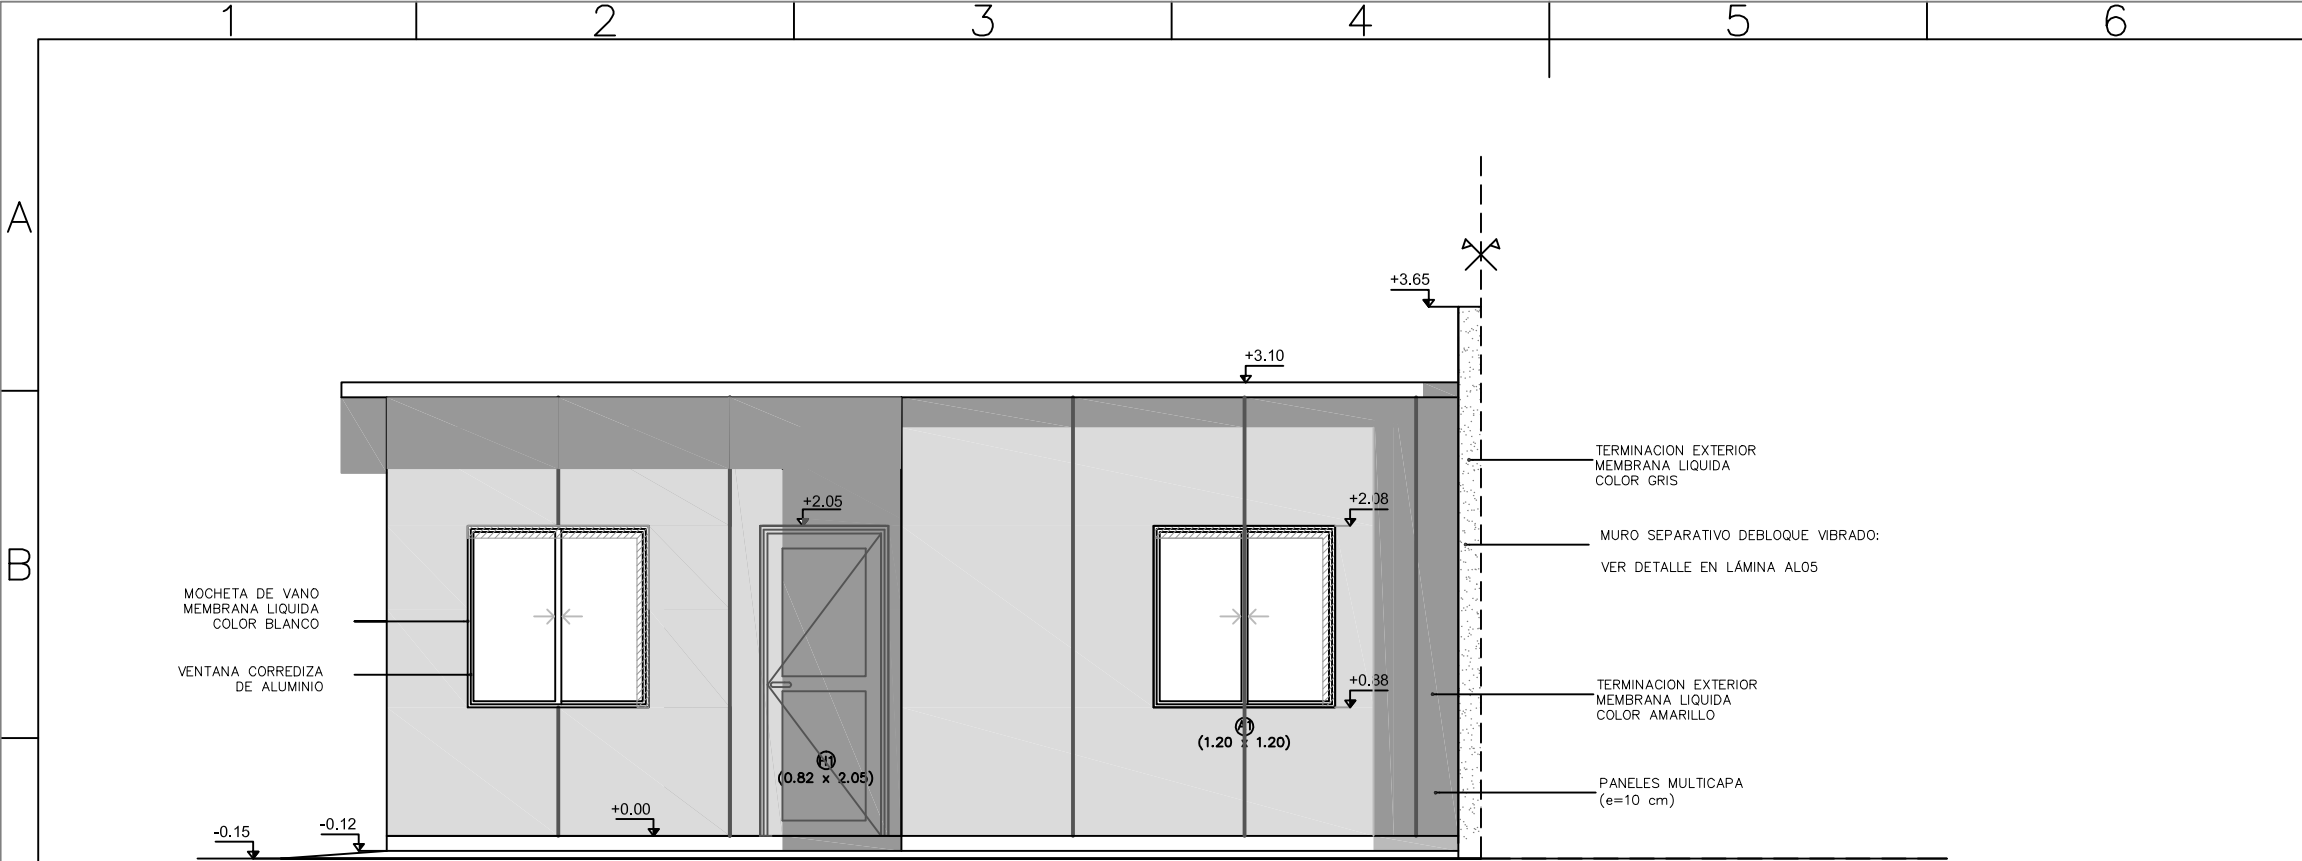 1
2
3
4
5
6
A
B
+3.65
+3.10
+2.05
+2.08
+0.88
TERMINACION EXTERIOR
MEMBRANA LIQUIDA
COLOR GRIS
MURO SEPARATIVO DEBLOQUE VIBRADO:
VER DETALLE EN LÁMINA AL05
MOCHETA DE VANO
MEMBRANA LIQUIDA
COLOR BLANCO
VENTANA CORREDIZA
DE ALUMINIO
TERMINACION EXTERIOR
MEMBRANA LIQUIDA
COLOR AMARILLO
A1
(1.20 x 1.20)
H1
(0.82 x 2.05)
PANELES MULTICAPA
(e=10 cm)
+0.00
-0.12
-0.15